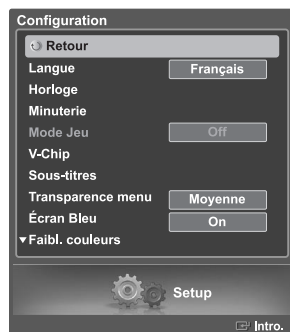 Configuration
Retour
Langue Français
Horloge
Minuterie
Mode Jeu Off
V-Chip
Sous-titres
Transparence menu Moyenne
Écran Bleu On
▼Faibl. couleurs
Setup
Intro.